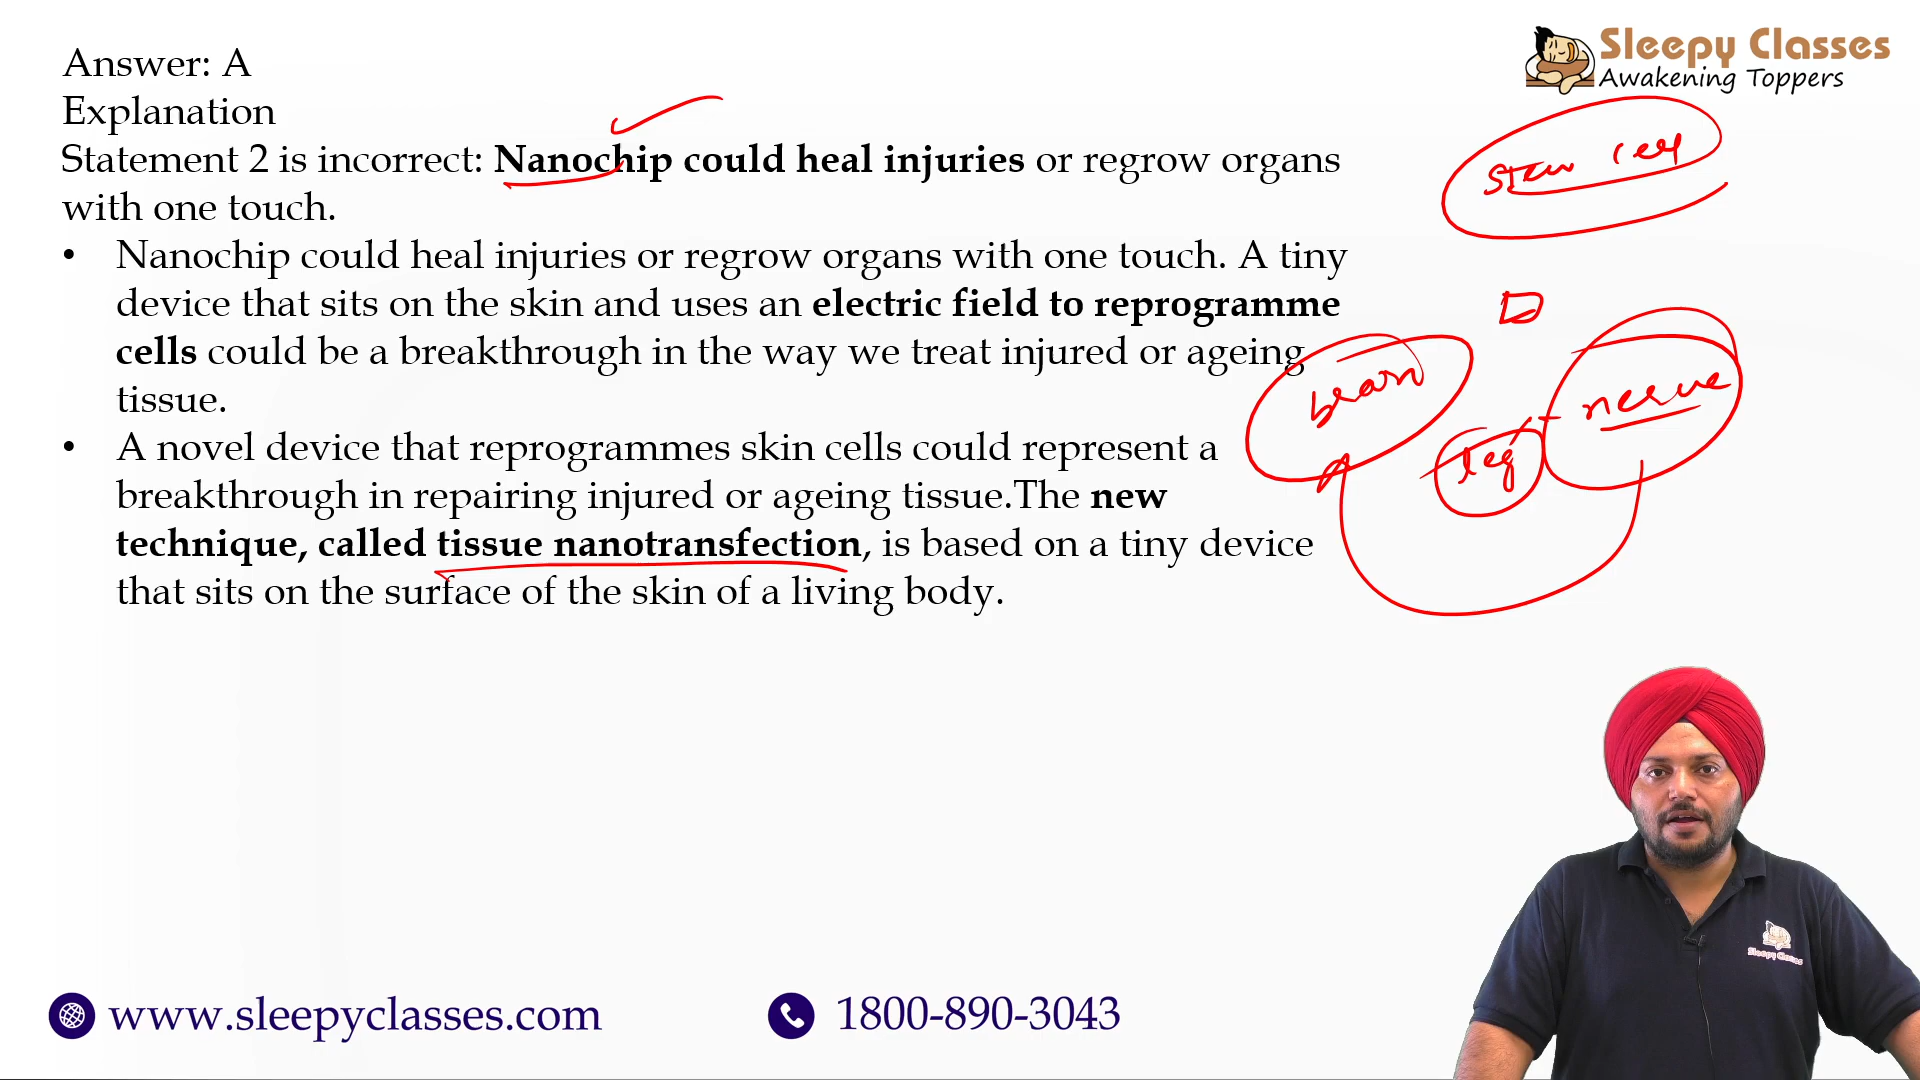 Answer: A
Explanation
Statement 2 is incorrect: Nanochip could heal injuries or regrow organs
with one touch.
• Nanochip could heal injuries or regrow organs with one touch. A tiny
device that sits on the skin and uses an electric field to reprogramme
cells could be a breakthrough in the way we treat injured or ageing
tissue.
• A novel device that reprogrammes skin cells could represent a
breakthrough in repairing injured or ageing tissue.The new
technique, called tissue nanotransfection, is based on a tiny device
that sits on the surface of the skin of a living body.
Sleepy Classes
Awakening Toppers
stem cell
brain
nerve
leg
Sleepy Classes
www.sleepyclasses.com
1800-890-3043